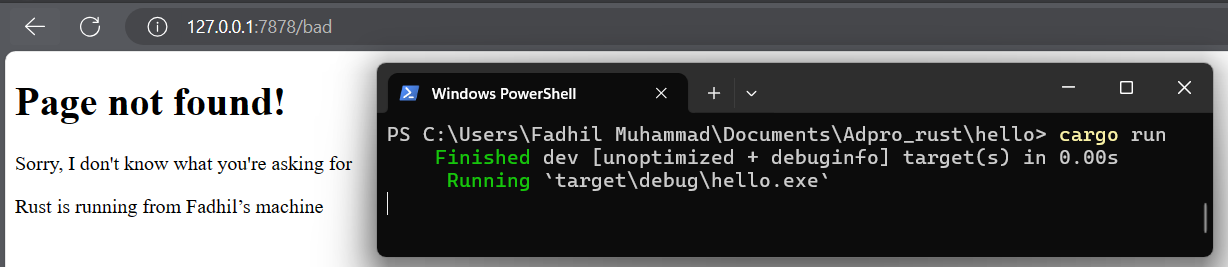 127.0.0.1:7878/bad
Page not found!
Sorry, I don't know what you're asking for
Rust is running from Fadhil’s machine
Windows PowerShell
PS C:\Users\Fadhil Muhammad\Documents\Adpro_rust\hello> cargo run
Finished dev [unoptimized + debuginfo] target(s) in 0.00s
Running `target\debug\hello.exe`